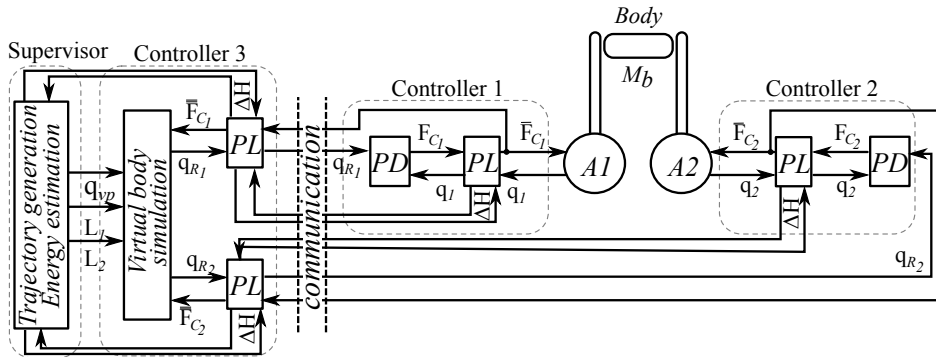 Body
M_b
Supervisor
Controller 3
Controller 1
Controller 2
Trajectory generation
Energy estimation
q_vp
L_1
L_2
Virtual body
simulation
F̅_C1
q_R1
PL
ΔH
ΔH
q_R2
F̅_C2
PL
ΔH
ΔH
communication
q_R1
PD
F_C1
q_1
PL
ΔH
F̅_C1
q_1
A1
A2
F̅_C2
q_2
PL
ΔH
F_C2
q_2
PD
q_R2